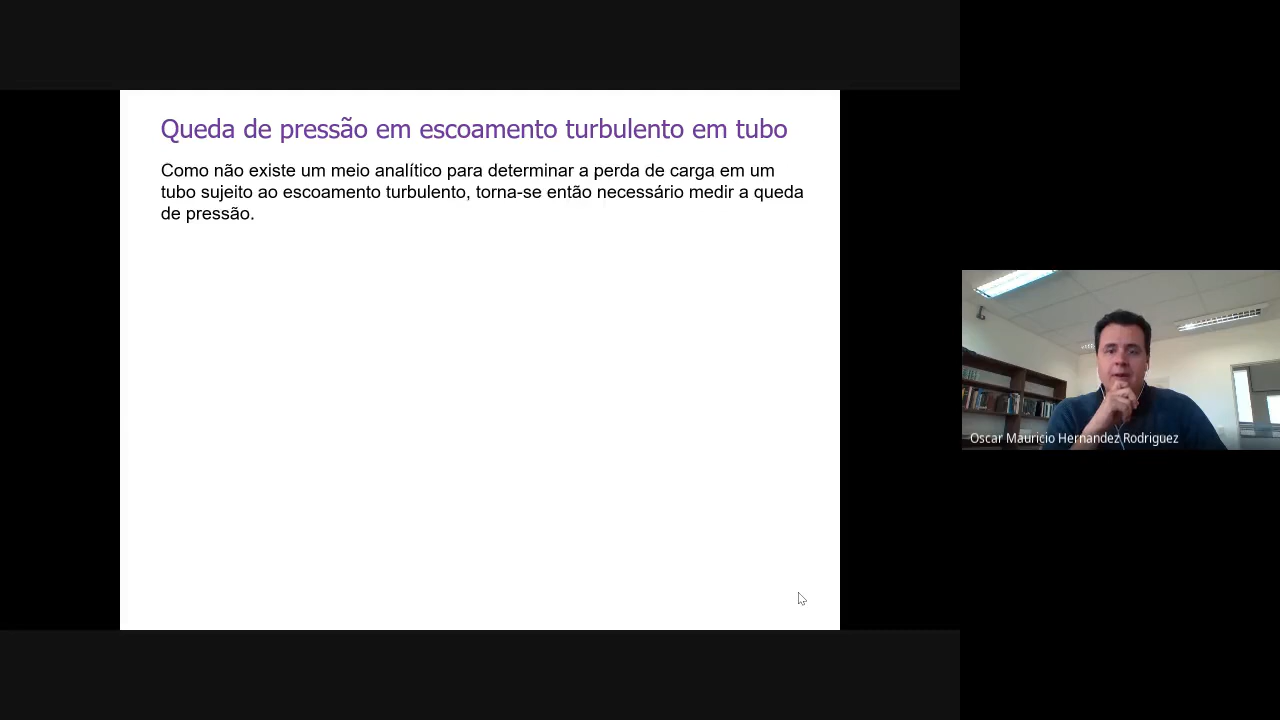 Queda de pressão em escoamento turbulento em tubo
Como não existe um meio analítico para determinar a perda de carga em um
tubo sujeito ao escoamento turbulento, torna-se então necessário medir a queda
de pressão.
Oscar Mauricio Hernandez Rodriguez